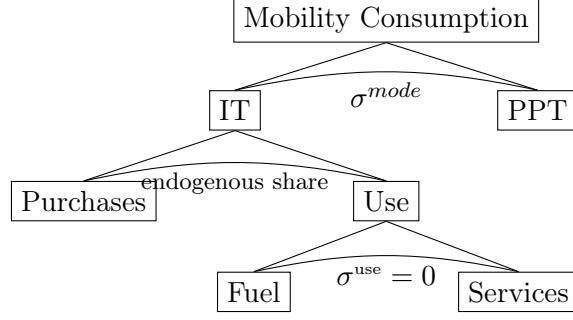 Mobility Consumption
σ^{mode}
IT
PPT
endogenous share
Purchases
Use
σ^{use} = 0
Fuel
Services